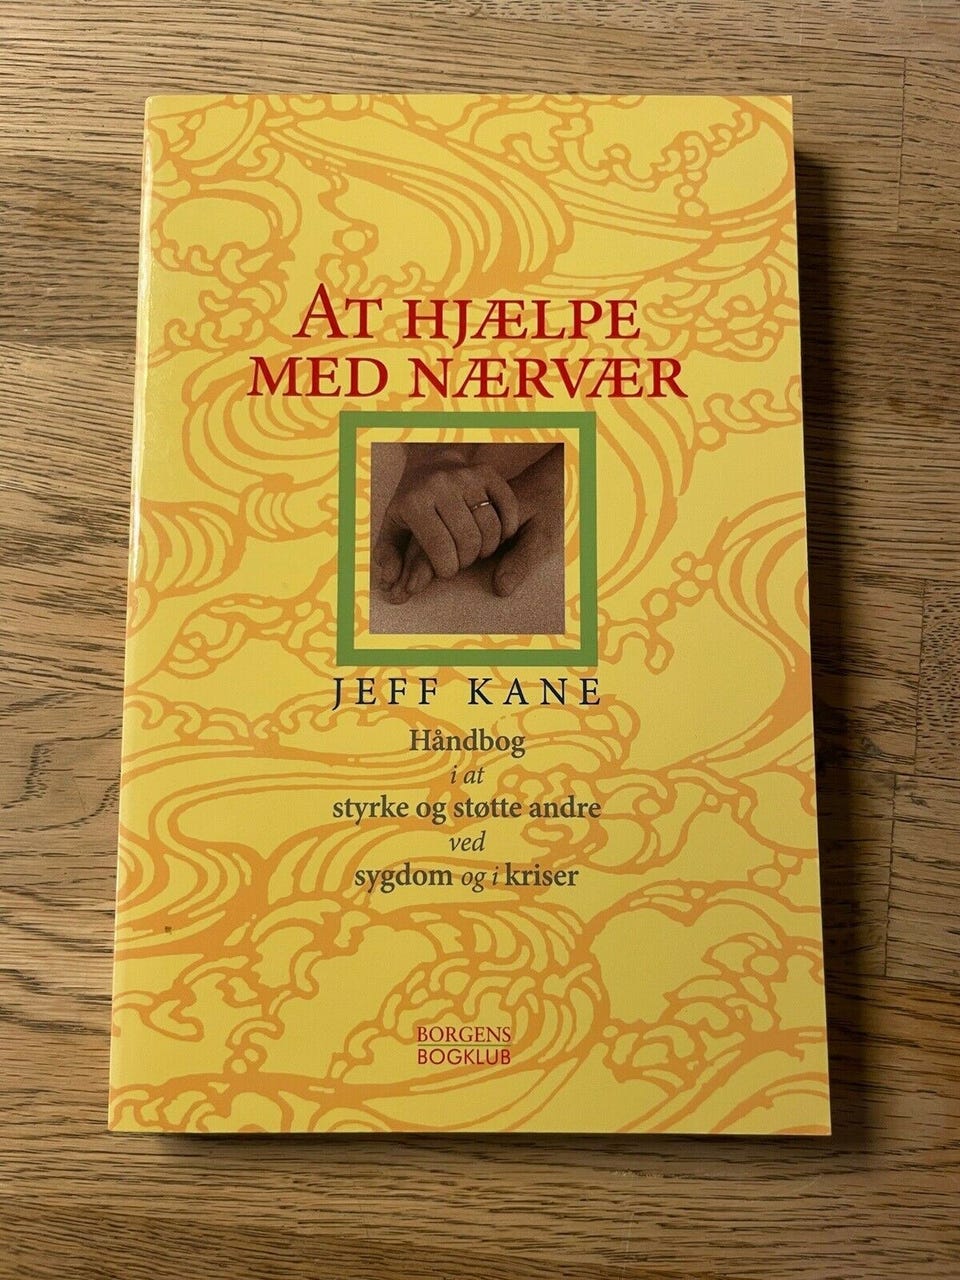 AT HJÆLPE
MED NÆRVÆR
JEFF KANE
Håndbog
i at
styrke og støtte andre
ved
sygdom og i kriser
BORGENS
BOGKLUB